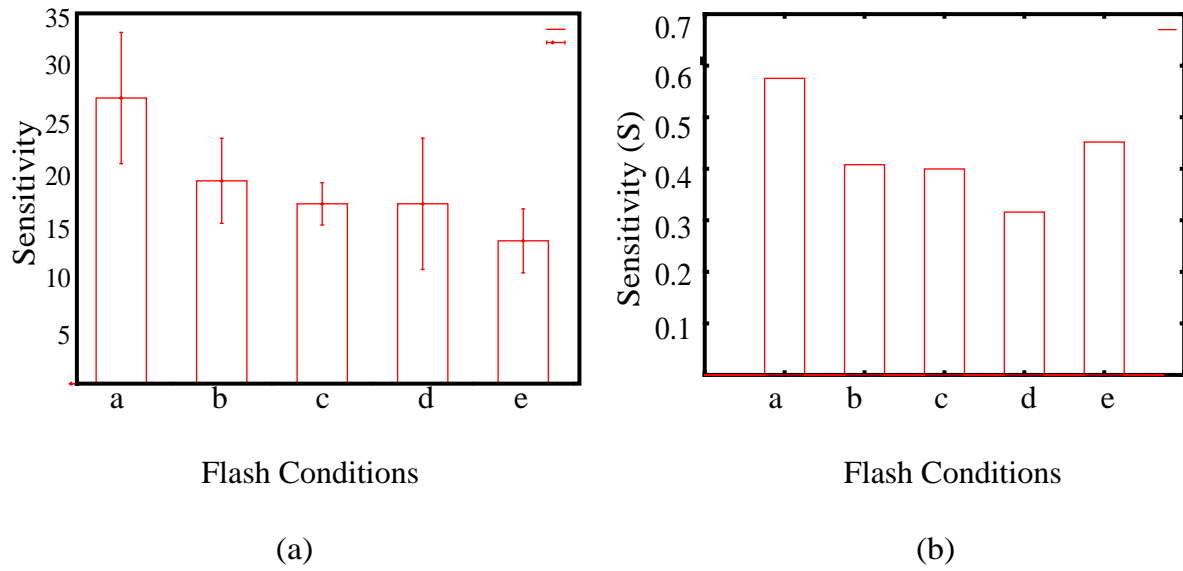 35
30
25
20
15
10
5
Sensitivity
a b c d e
Flash Conditions
(a)
0.7
0.6
0.5
0.4
0.3
0.2
0.1
Sensitivity (S)
a b c d e
Flash Conditions
(b)